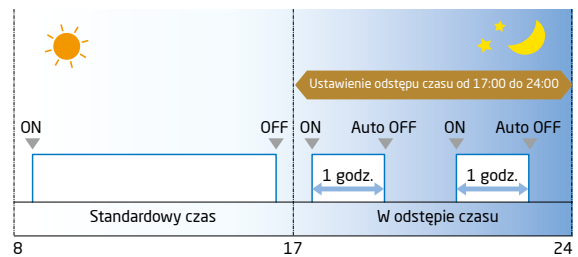 Ustawienie odstępu czasu od 17:00 do 24:00
ON OFF ON Auto OFF ON Auto OFF
1 godz. 1 godz.
Standardowy czas W odstępie czasu
8 17 24